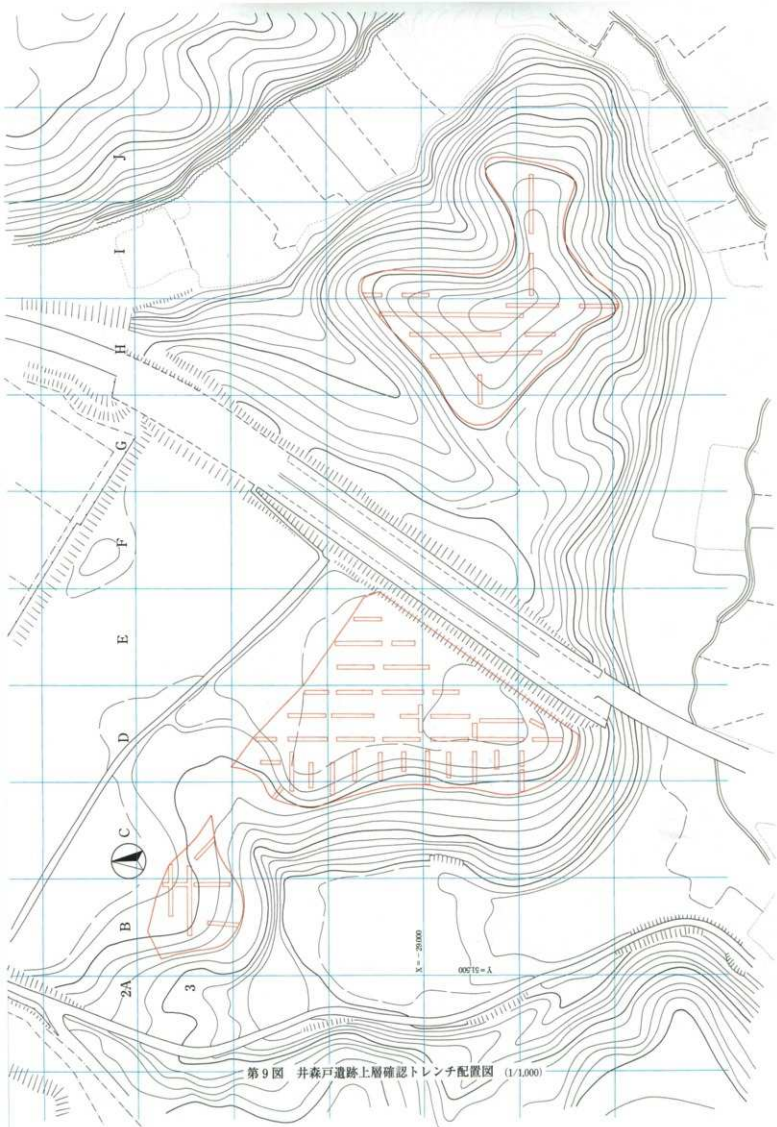 J
I
H
G
F
E
D
C
B
2A
3
X = -29,000
Y = 51,500
第9図 井森戸遺跡上層確認トレンチ配置図 (1/1,000)